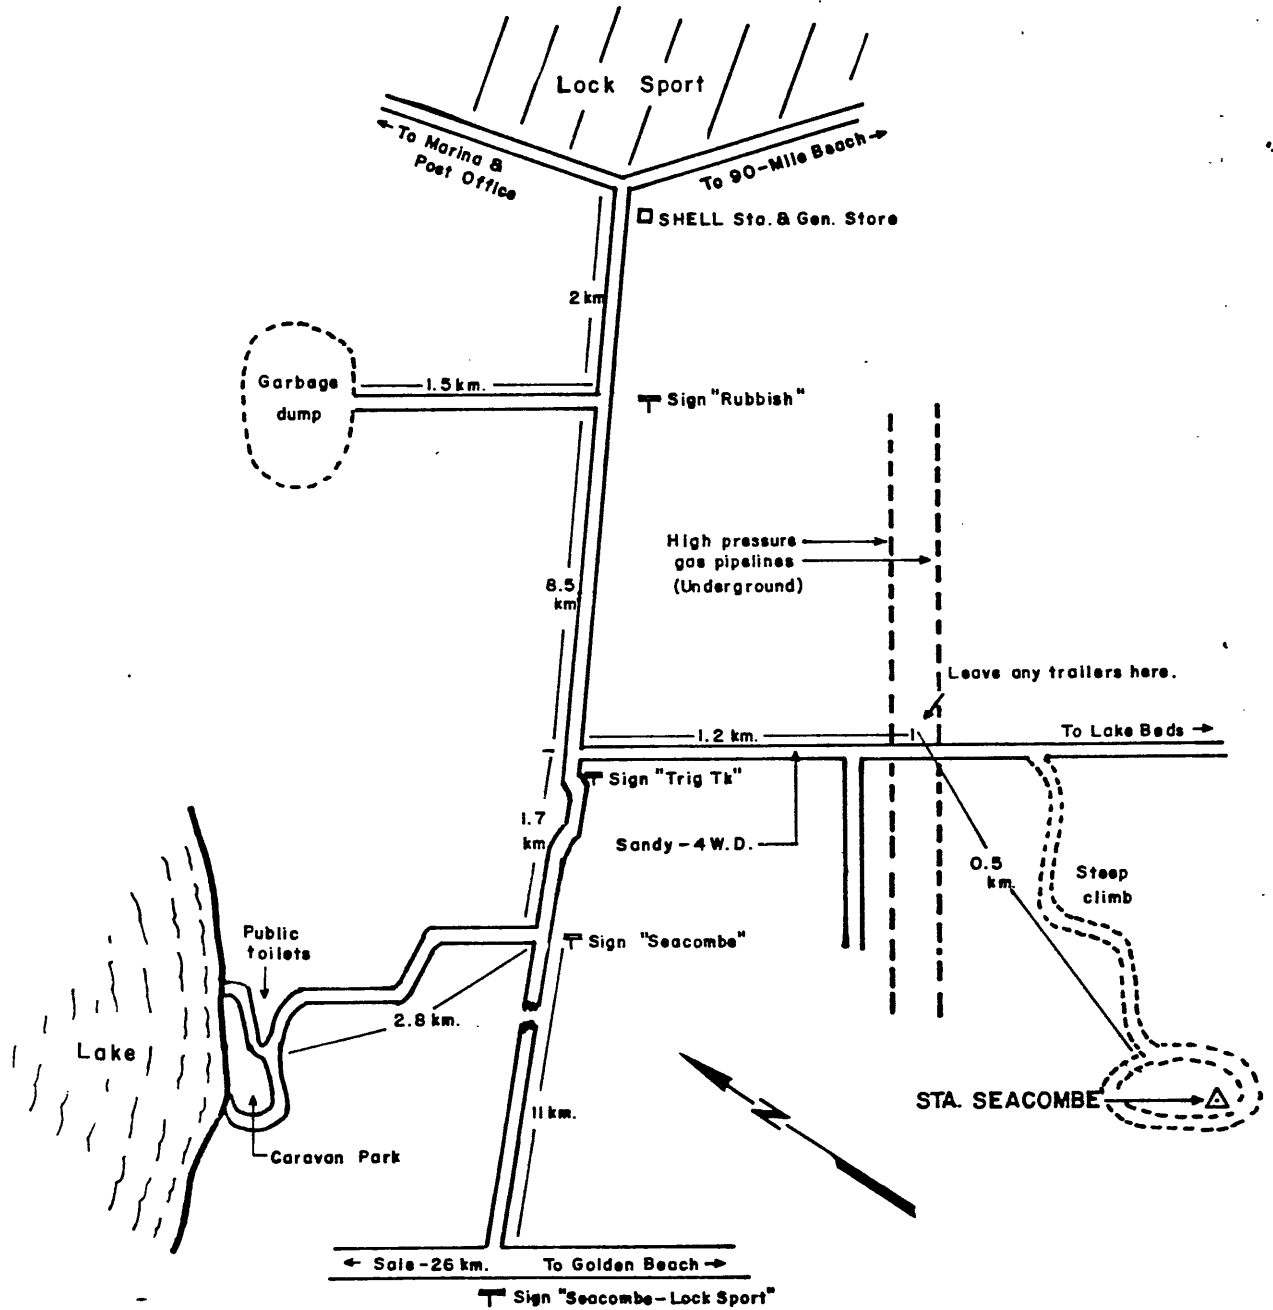 Lock Sport
← To Marina &
Post Office
To 90-Mile Beach →
SHELL Sta. & Gen. Store
2 km
Garbage
dump
1.5 km.
Sign "Rubbish"
High pressure
gas pipelines
(Underground)
8.5
km
Leave any trailers here.
1.2 km.
1
To Lake Beds →
Sign "Trig Tk"
1.7
km
Sandy - 4 W.D.
0.5
km.
Steep
climb
Public
toilets
Sign "Seacombe"
2.8 km.
Lake
N
STA. SEACOMBE
11 km.
Caravan Park
← Sale - 26 km.
To Golden Beach →
Sign "Seacombe - Lock Sport"